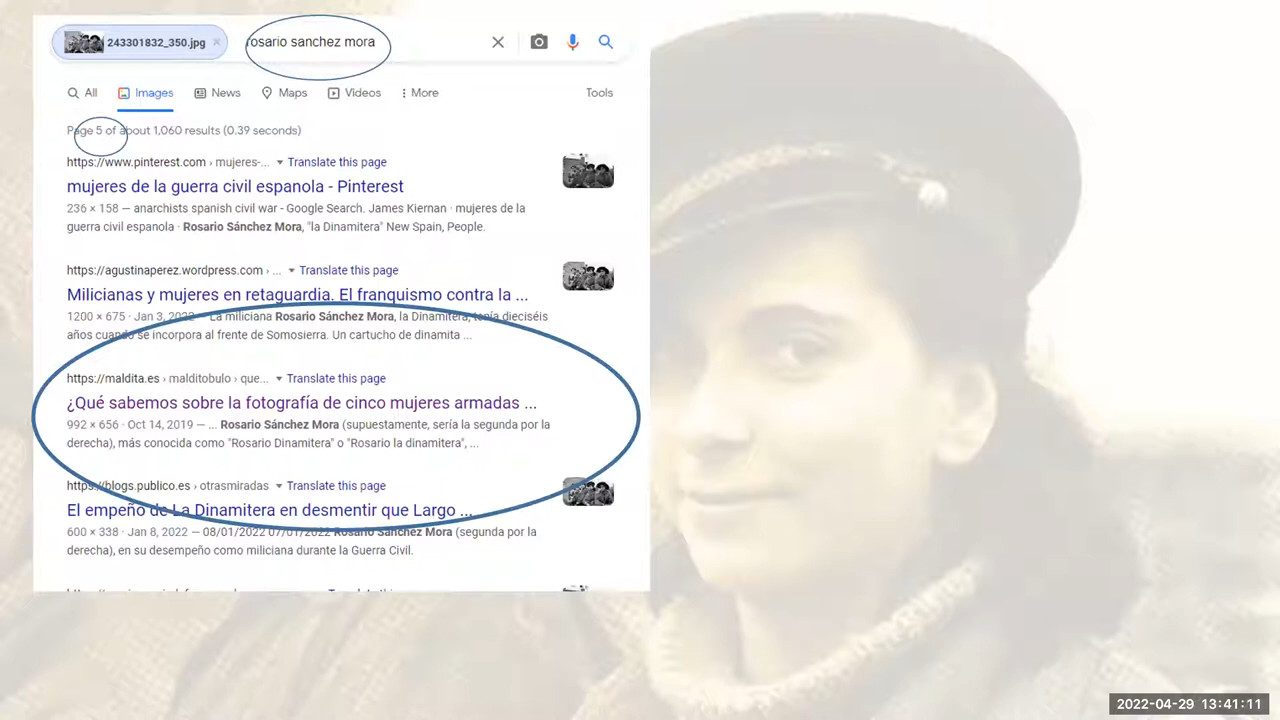 243301832_350.jpg × rosario sanchez mora
All Images News Maps Videos More Tools
Page 5 of about 1,060 results (0.39 seconds)
https://www.pinterest.com › mujeres-... Translate this page
mujeres de la guerra civil espanola - Pinterest
236 × 158 — anarchists spanish civil war - Google Search. James Kiernan · mujeres de la
guerra civil española · Rosario Sánchez Mora, "la Dinamitera" New Spain, People.
https://agustinaperez.wordpress.com › ... Translate this page
Milicianas y mujeres en retaguardia. El franquismo contra la ...
1200 × 675 · Jan 3, 2022 — La miliciana Rosario Sánchez Mora, la Dinamitera, tenía dieciséis
años cuando se incorpora al frente de Somosierra. Un cartucho de dinamita ...
https://maldita.es › malditobulo › que... Translate this page
¿Qué sabemos sobre la fotografía de cinco mujeres armadas ...
992 × 656 · Oct 14, 2019 — ... Rosario Sánchez Mora (supuestamente, sería la segunda por la
derecha), más conocida como "Rosario Dinamitera" o "Rosario la dinamitera", ...
https://blogs.publico.es › otrasmiradas Translate this page
El empeño de La Dinamitera en desmentir que Largo ...
600 × 338 · Jan 8, 2022 — 08/01/2022 07/01/2022 Rosario Sánchez Mora (segunda por la
derecha), en su desempeño como miliciana durante la Guerra Civil.
2022-04-29 13:41:11